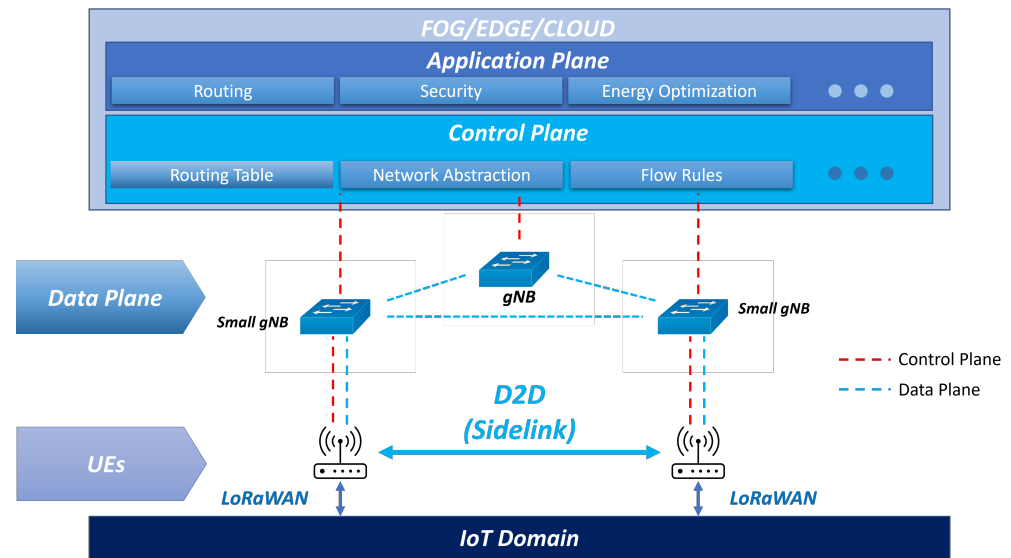 FOG/EDGE/CLOUD
Application Plane
Routing
Security
Energy Optimization
Control Plane
Routing Table
Network Abstraction
Flow Rules
Data Plane
gNB
Small gNB
Small gNB
Control Plane
Data Plane
D2D
(Sidelink)
UEs
LoRaWAN
LoRaWAN
IoT Domain